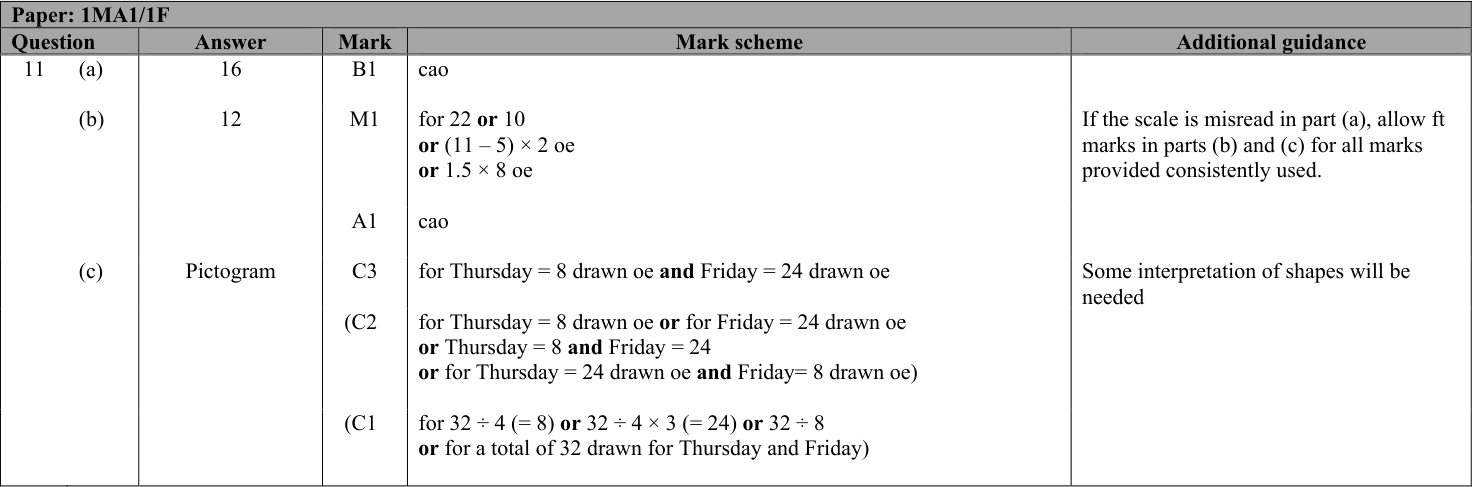 Paper: 1MA1/1F
Question Answer Mark Mark scheme Additional guidance
11 (a) 16 B1 cao
(b) 12 M1 for 22 or 10 If the scale is misread in part (a), allow ft
or (11 – 5) × 2 oe marks in parts (b) and (c) for all marks
or 1.5 × 8 oe provided consistently used.
A1 cao
(c) Pictogram C3 for Thursday = 8 drawn oe and Friday = 24 drawn oe Some interpretation of shapes will be
needed
(C2 for Thursday = 8 drawn oe or for Friday = 24 drawn oe
or Thursday = 8 and Friday = 24
or for Thursday = 24 drawn oe and Friday= 8 drawn oe)
(C1 for 32 ÷ 4 (= 8) or 32 ÷ 4 × 3 (= 24) or 32 ÷ 8
or for a total of 32 drawn for Thursday and Friday)